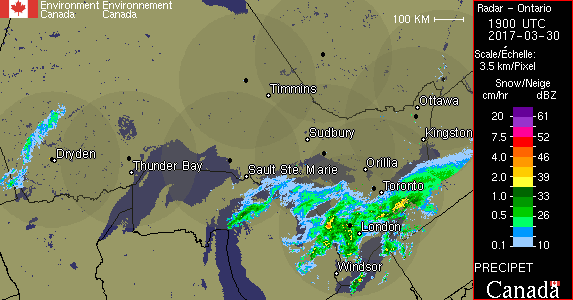 Environment Environnement
Canada Canada
100 KM
Timmins
Ottawa
Sudbury
Kingston
Dryden
Thunder Bay
Sault Ste. Marie
Orillia
Toronto
London
Windsor
Radar - Ontario
1900 UTC
2017-03-30
Scale/Échelle:
3.5 km/Pixel
Snow/Neige
cm/hr dBZ
20 61
7.5 52
4.0 46
2.0 39
1.0 33
0.5 26
0.1 10
PRECIPET
Canada